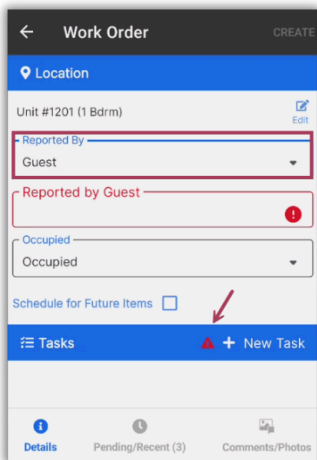 Work Order
CREATE
Location
Unit #1201 (1 Bdrm)
Edit
Reported By
Guest
Reported by Guest
Occupied
Occupied
Schedule for Future Items
Tasks
+ New Task
Details
Pending/Recent (3)
Comments/Photos